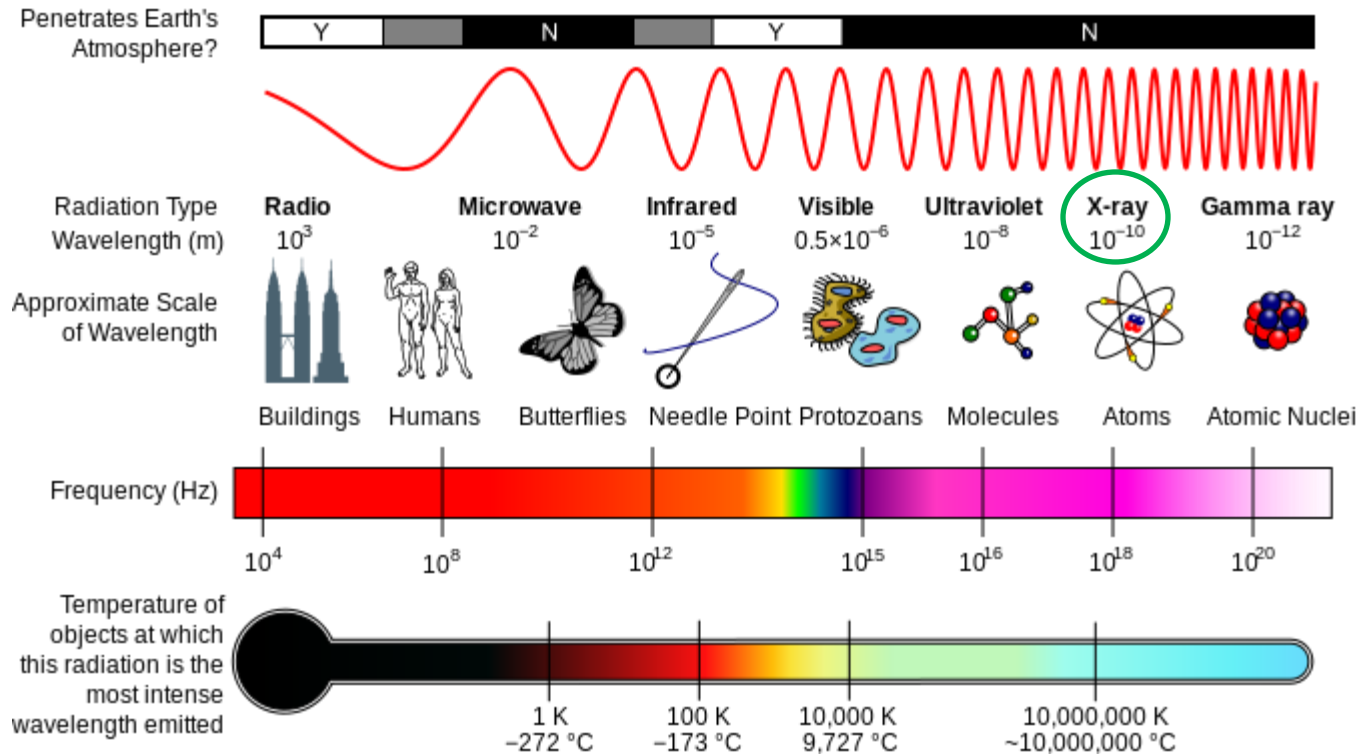 Penetrates Earth's
Atmosphere?
Y N Y N
Radiation Type
Radio Microwave Infrared Visible Ultraviolet X-ray Gamma ray
Wavelength (m)
10³ 10⁻² 10⁻⁵ 0.5×10⁻⁶ 10⁻⁸ 10⁻¹⁰ 10⁻¹²
Approximate Scale
of Wavelength
Buildings Humans Butterflies Needle Point Protozoans Molecules Atoms Atomic Nuclei
Frequency (Hz)
10⁴ 10⁸ 10¹² 10¹⁵ 10¹⁶ 10¹⁸ 10²⁰
Temperature of
objects at which
this radiation is the
most intense
wavelength emitted
1 K 100 K 10,000 K 10,000,000 K
−272 °C −173 °C 9,727 °C ~10,000,000 °C